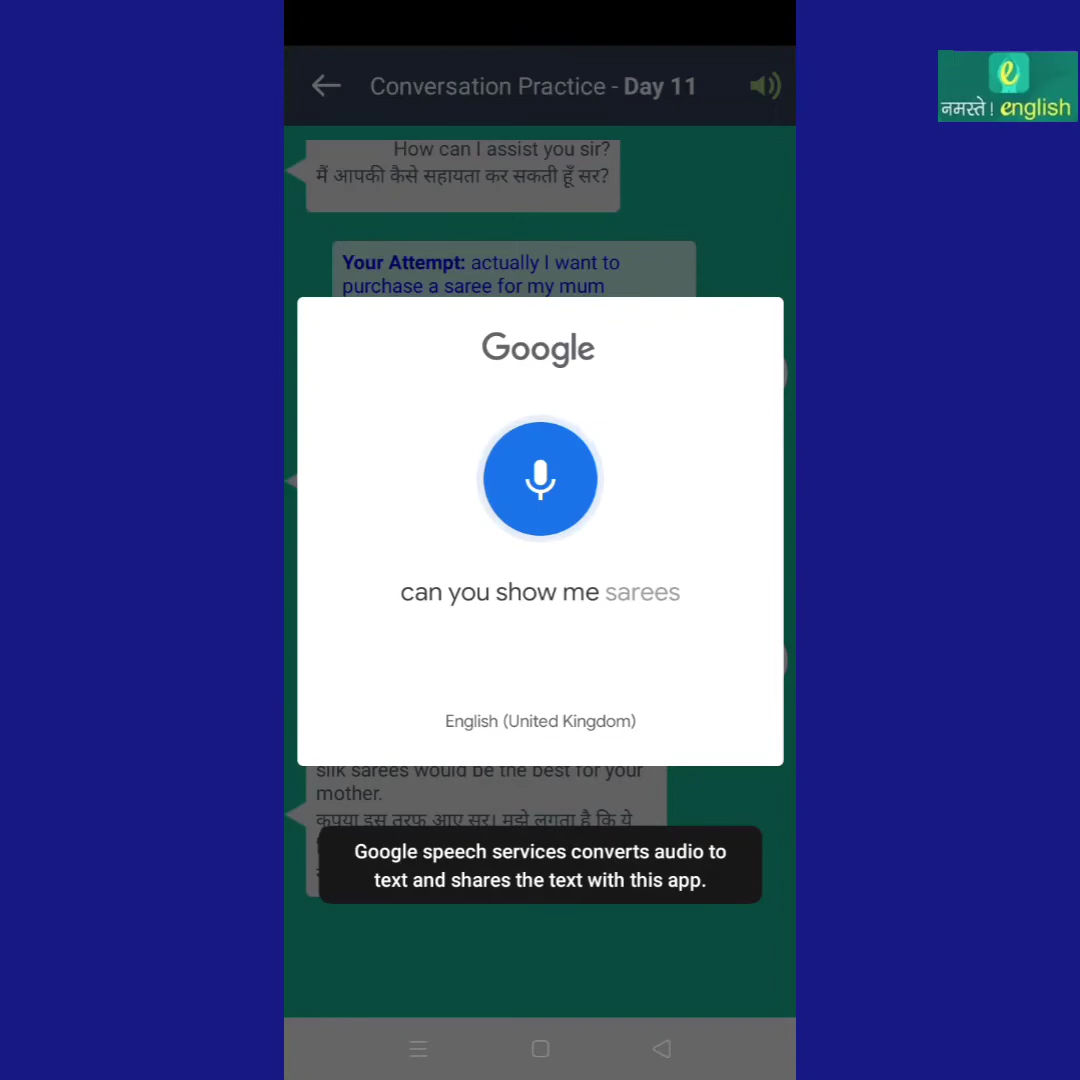 Conversation Practice - Day 11
e
नमस्ते! english
How can I assist you sir?
मैं आपकी कैसे सहायता कर सकती हूँ सर?
Your Attempt: actually I want to
purchase a saree for my mum
Google
can you show me sarees
English (United Kingdom)
silk sarees would be the best for your
mother.
कृपया इस तरफ आए सर। मुझे लगता है कि ये
Google speech services converts audio to
text and shares the text with this app.